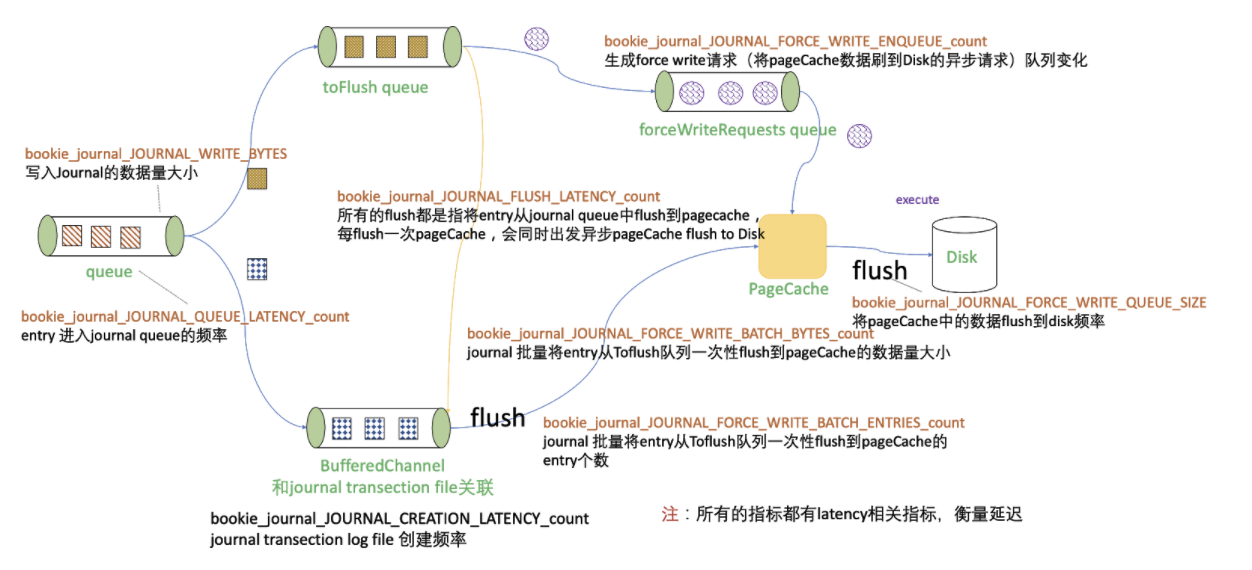 bookie_journal_JOURNAL_FORCE_WRITE_ENQUEUE_count
生成force write请求（将pageCache数据刷到Disk的异步请求）队列变化
toFlush queue
forceWriteRequests queue
bookie_journal_JOURNAL_WRITE_BYTES
写入Journal的数据量大小
bookie_journal_JOURNAL_FLUSH_LATENCY_count
所有的flush都是指将entry从journal queue中flush到pagecache，
每flush一次pageCache，会同时出发异步pageCache flush to Disk
execute
queue
Disk
flush
PageCache
bookie_journal_JOURNAL_FORCE_WRITE_QUEUE_SIZE
将pageCache中的数据flush到disk频率
bookie_journal_JOURNAL_QUEUE_LATENCY_count
entry 进入journal queue的频率
bookie_journal_JOURNAL_FORCE_WRITE_BATCH_BYTES_count
journal 批量将entry从Toflush队列一次性flush到pageCache的数据量大小
flush
bookie_journal_JOURNAL_FORCE_WRITE_BATCH_ENTRIES_count
journal 批量将entry从Toflush队列一次性flush到pageCache的
entry个数
BufferedChannel
和journal transection file关联
bookie_journal_JOURNAL_CREATION_LATENCY_count
journal transection log file 创建频率
注：所有的指标都有latency相关指标，衡量延迟